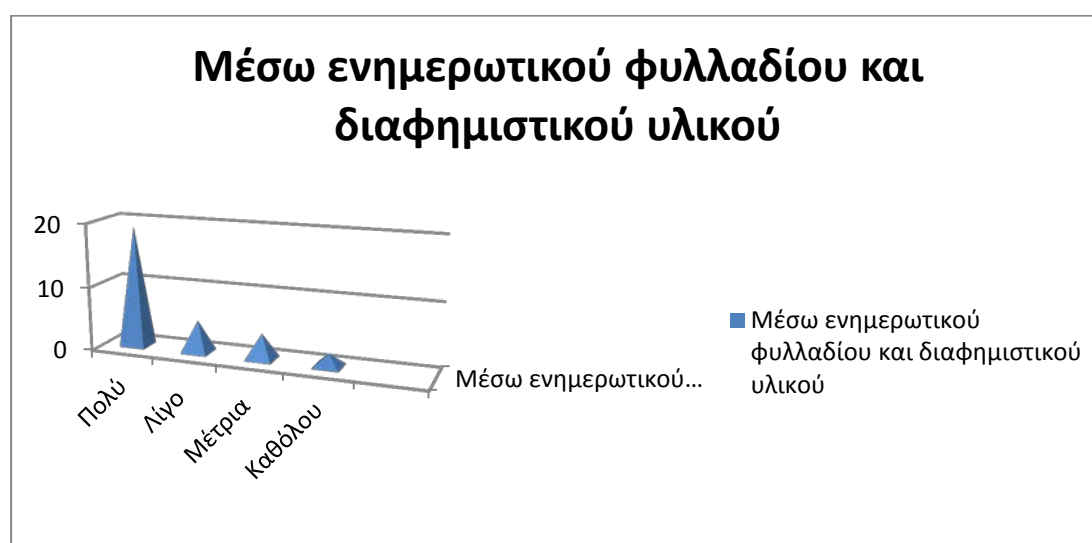 Μέσω ενημερωτικού φυλλαδίου και
διαφημιστικού υλικού
20
10
0
Πολύ
Λίγο
Μέτρια
Καθόλου
Μέσω ενημερωτικού...
Μέσω ενημερωτικού
φυλλαδίου και διαφημιστικού
υλικού